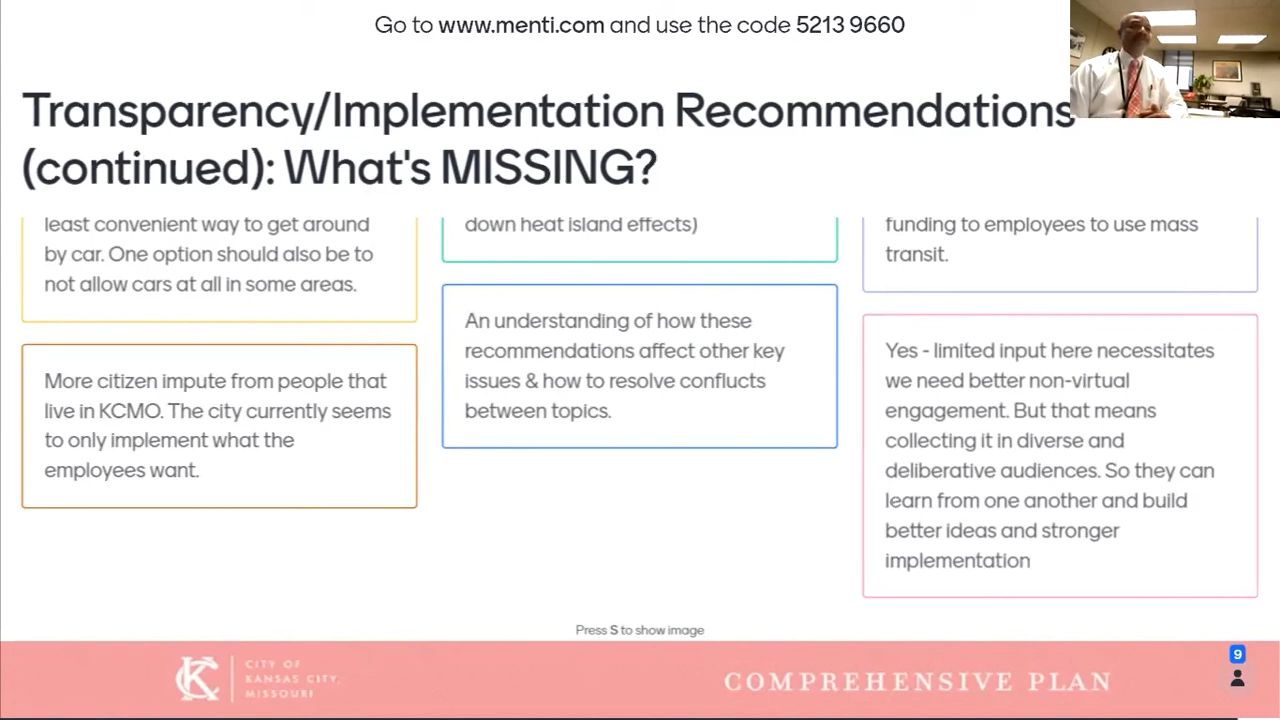 Go to www.menti.com and use the code 5213 9660
Transparency/Implementation Recommendations
(continued): What's MISSING?
least convenient way to get around
by car. One option should also be to
not allow cars at all in some areas.
More citizen impute from people that
live in KCMO. The city currently seems
to only implement what the
employees want.
down heat island effects)
An understanding of how these
recommendations affect other key
issues & how to resolve conflucts
between topics.
funding to employees to use mass
transit.
Yes - limited input here necessitates
we need better non-virtual
engagement. But that means
collecting it in diverse and
deliberative audiences. So they can
learn from one another and build
better ideas and stronger
implementation
Press S to show image
KC
CITY OF
KANSAS CITY,
MISSOURI
COMPREHENSIVE PLAN
9